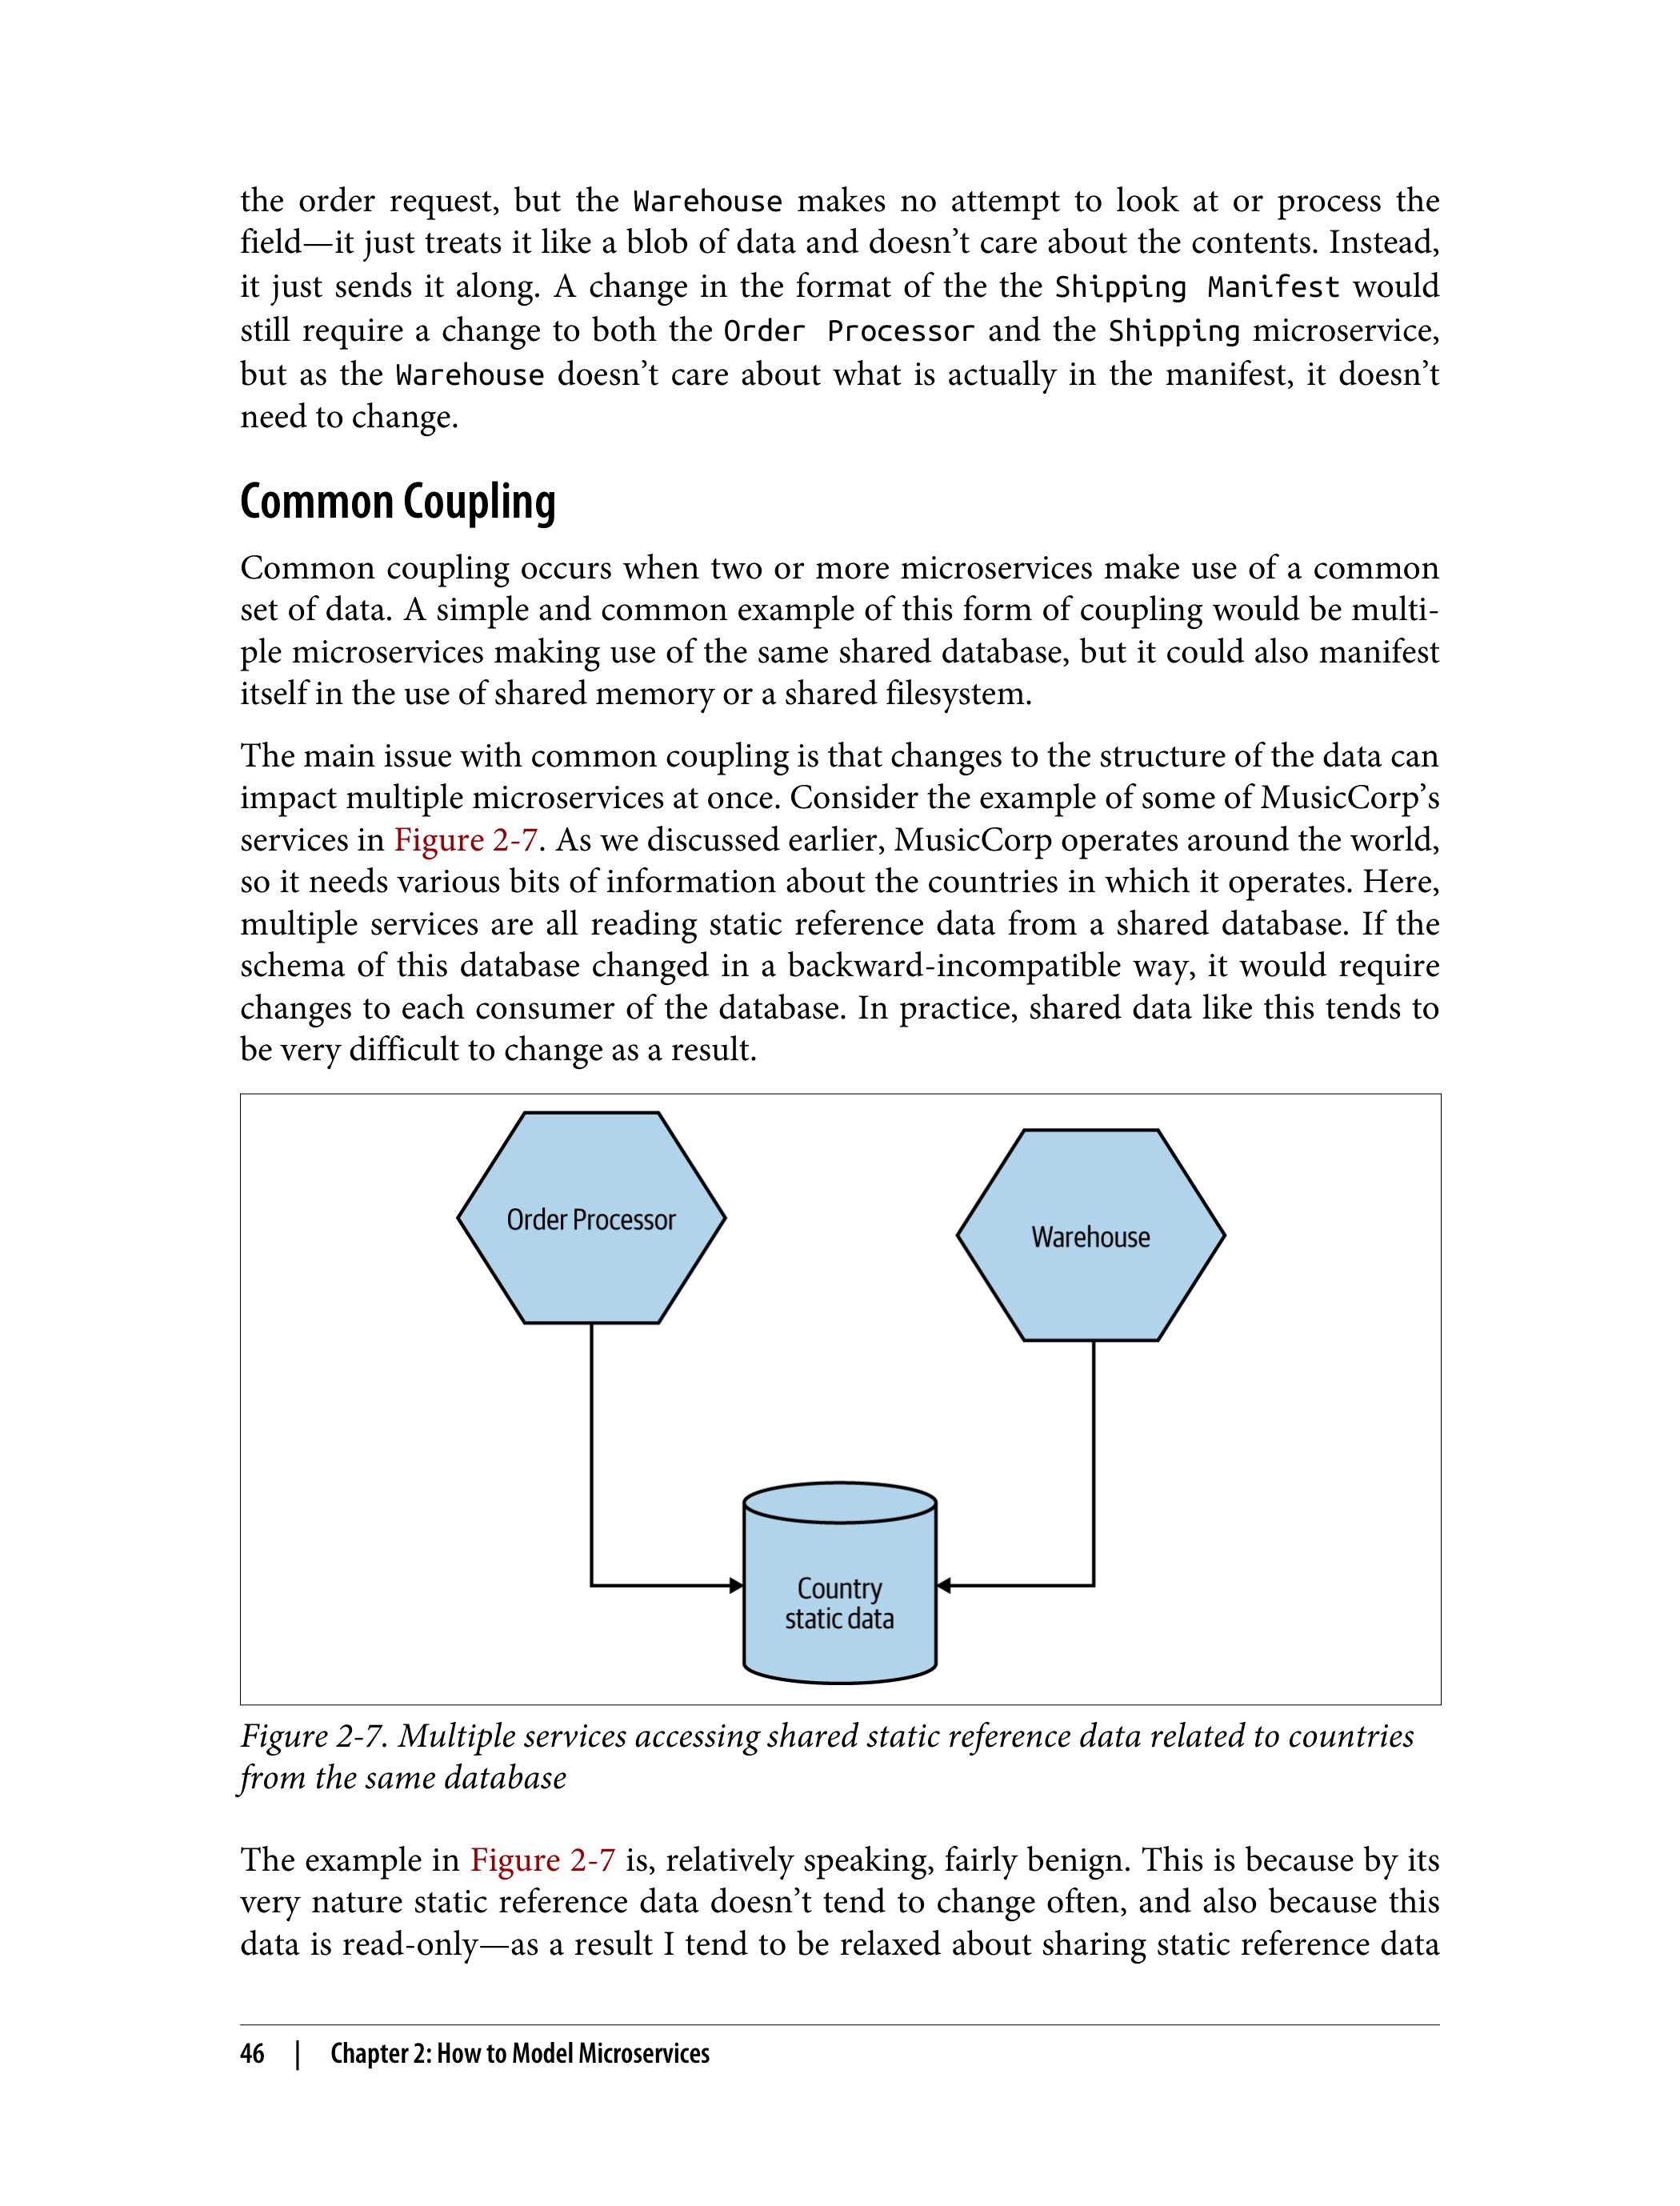 the order request, but the Warehouse makes no attempt to look at or process the
field—it just treats it like a blob of data and doesn’t care about the contents. Instead,
it just sends it along. A change in the format of the the Shipping Manifest would
still require a change to both the Order Processor and the Shipping microservice,
but as the Warehouse doesn’t care about what is actually in the manifest, it doesn’t
need to change.
Common Coupling
Common coupling occurs when two or more microservices make use of a common
set of data. A simple and common example of this form of coupling would be multi-
ple microservices making use of the same shared database, but it could also manifest
itself in the use of shared memory or a shared filesystem.
The main issue with common coupling is that changes to the structure of the data can
impact multiple microservices at once. Consider the example of some of MusicCorp’s
services in Figure 2-7. As we discussed earlier, MusicCorp operates around the world,
so it needs various bits of information about the countries in which it operates. Here,
multiple services are all reading static reference data from a shared database. If the
schema of this database changed in a backward-incompatible way, it would require
changes to each consumer of the database. In practice, shared data like this tends to
be very difficult to change as a result.
Order Processor
Warehouse
Country
static data
Figure 2-7. Multiple services accessing shared static reference data related to countries
from the same database
The example in Figure 2-7 is, relatively speaking, fairly benign. This is because by its
very nature static reference data doesn’t tend to change often, and also because this
data is read-only—as a result I tend to be relaxed about sharing static reference data
46 | Chapter 2: How to Model Microservices